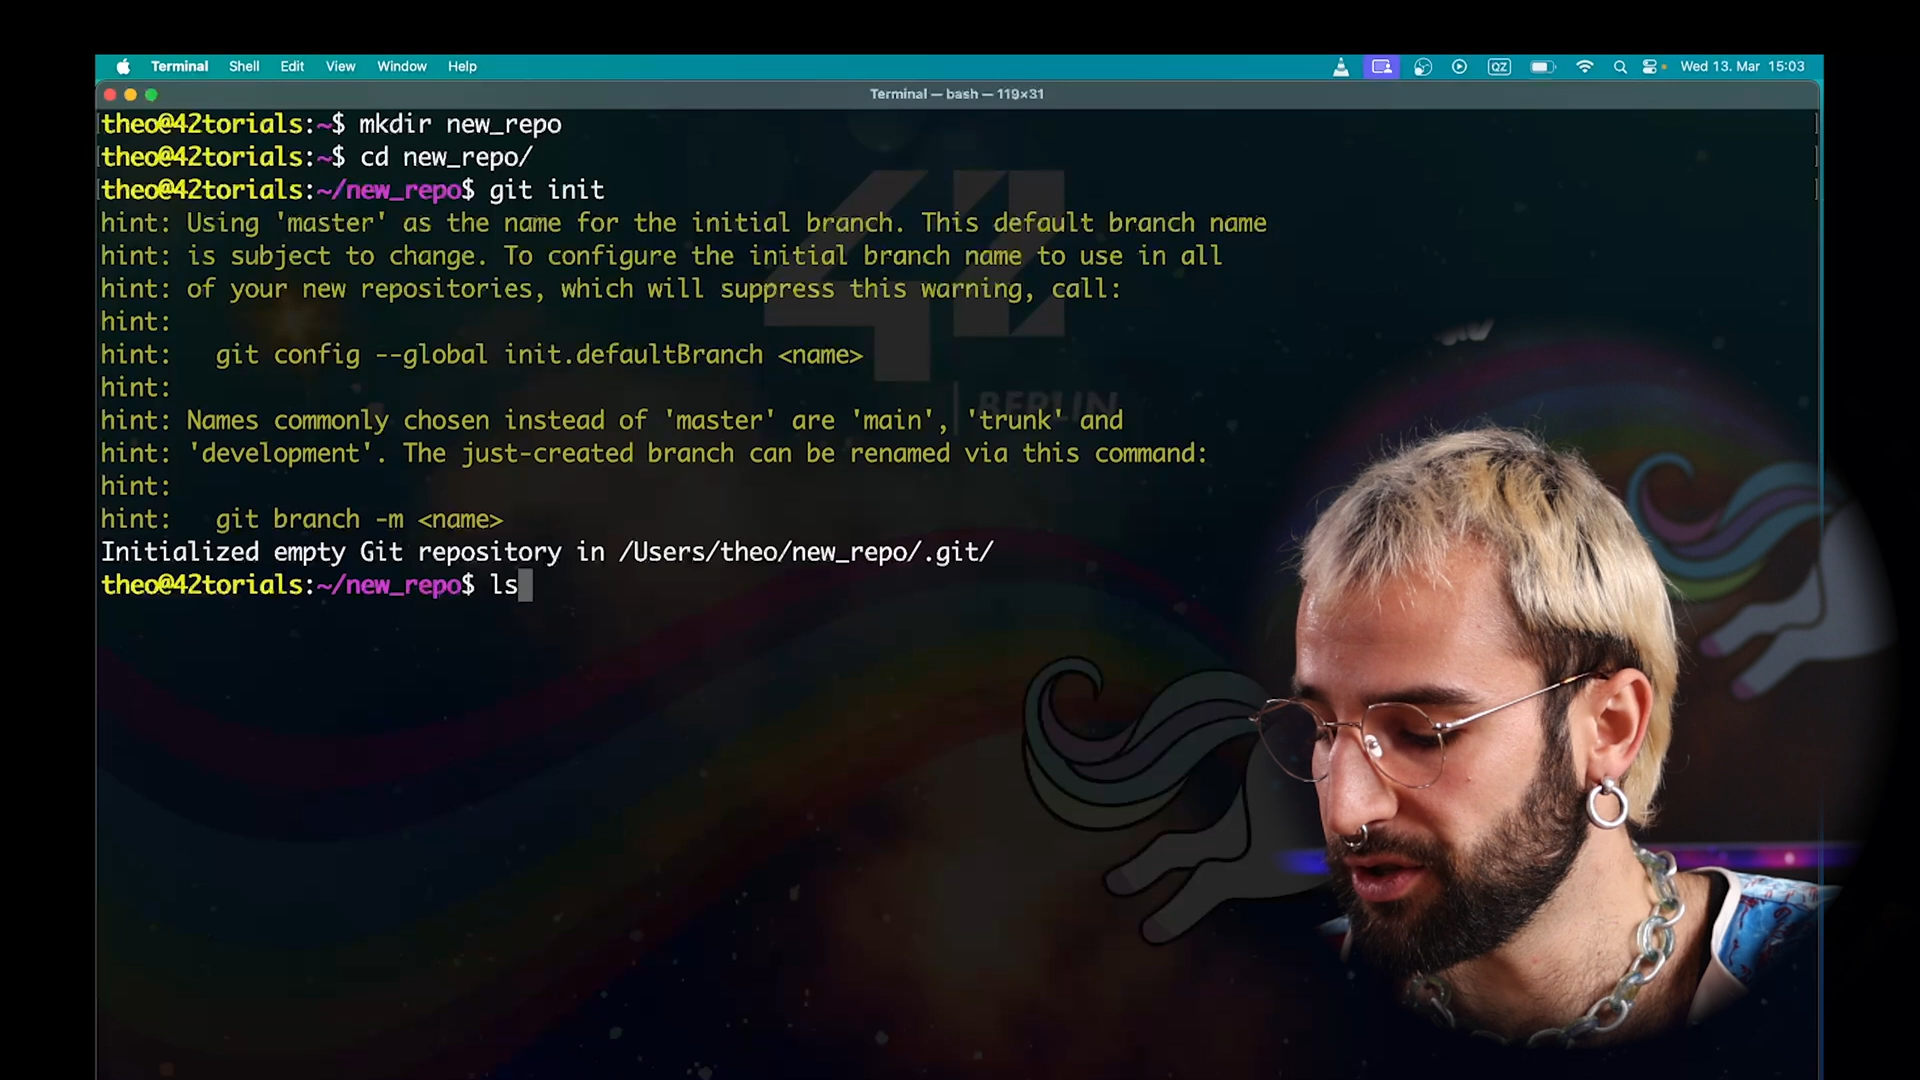 Terminal Shell Edit View Window Help QZ Wed 13. Mar 15:03
Terminal — bash — 119×31
theo@42torials:~$ mkdir new_repo
theo@42torials:~$ cd new_repo/
theo@42torials:~/new_repo$ git init
hint: Using 'master' as the name for the initial branch. This default branch name
hint: is subject to change. To configure the initial branch name to use in all
hint: of your new repositories, which will suppress this warning, call:
hint:
hint:   git config --global init.defaultBranch <name>
hint:
hint: Names commonly chosen instead of 'master' are 'main', 'trunk' and
hint: 'development'. The just-created branch can be renamed via this command:
hint:
hint:   git branch -m <name>
Initialized empty Git repository in /Users/theo/new_repo/.git/
theo@42torials:~/new_repo$ ls
42
BERLIN